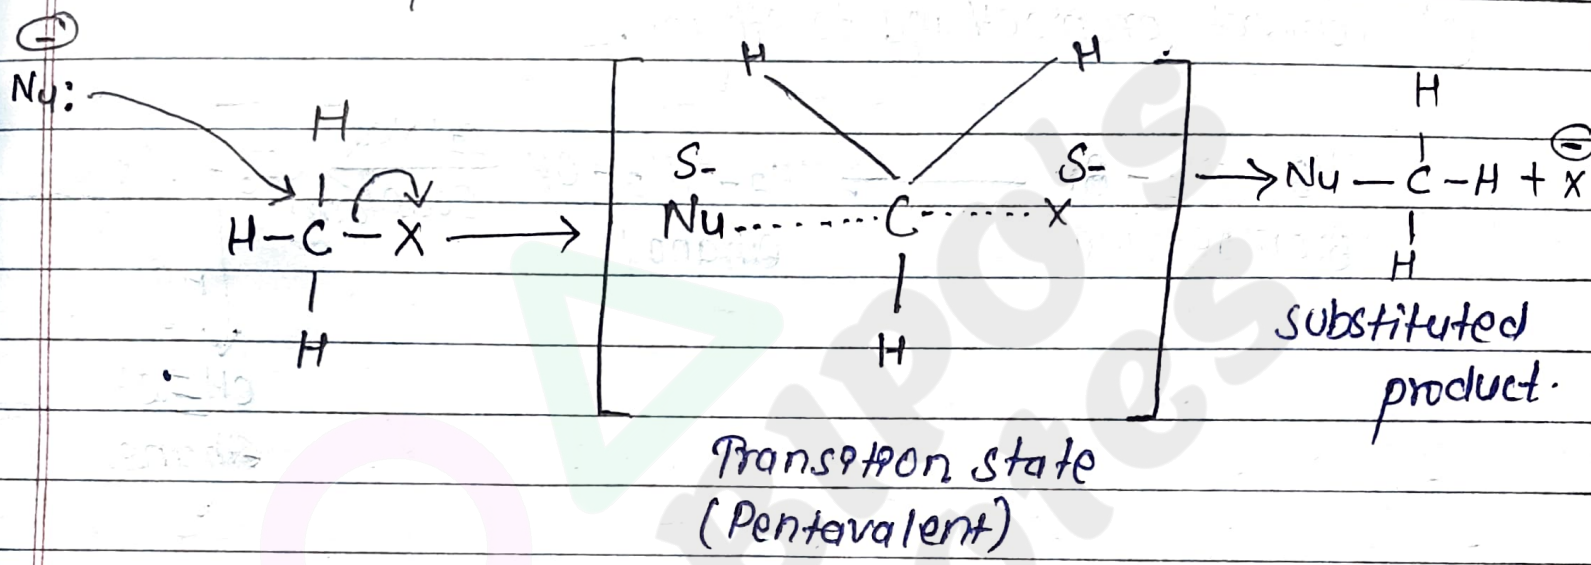 ⊖
Nu:
H
H–C–X
H
H H
S- S-
Nu........C.......X
H
Transition state
(Pentavalent)
H
⊖
Nu–C–H + X
H
substituted
product.